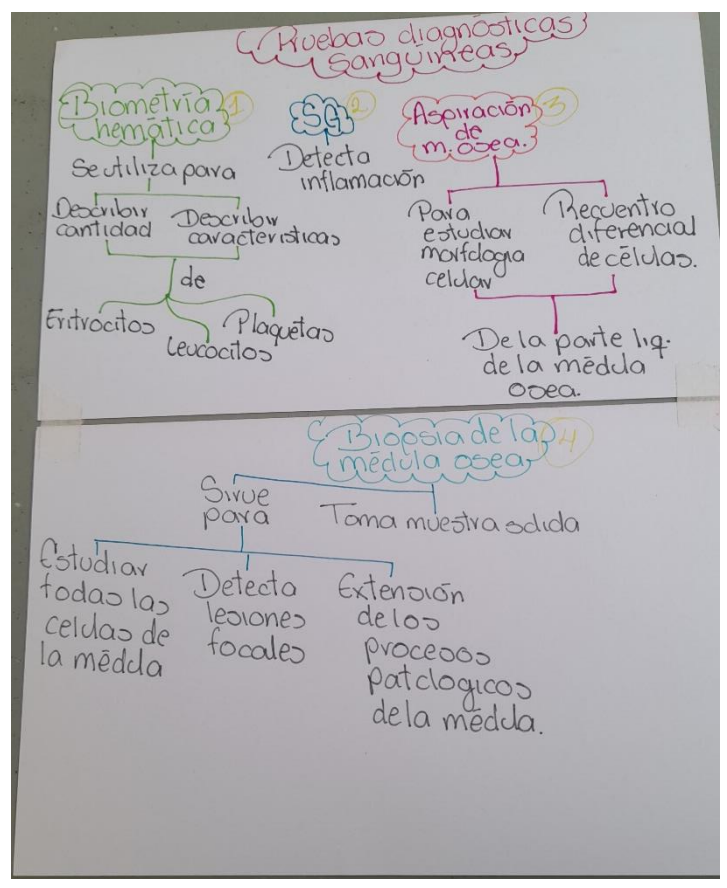 Pruebas diagnósticas
Sangüineas
Biometría
hemática
1
Se utiliza para
Describir
cantidad
Describir
caracteristicas
de
Eritrocitos
Leucocitos
Plaquetas
SG
2
Detecta
inflamación
Aspiración
de
m. osea.
3
Para
estudiar
morfologia
celular
Recuentro
diferencial
de células.
De la parte liq.
de la médula
osea.
Biopsia de la
médula osea
4
Sirve
para
Toma muestra solida
Estudiar
todas las
celulas de
la médula
Detecta
lesiones
focales
Extensión
de los
procesos
patologicos
de la médula.